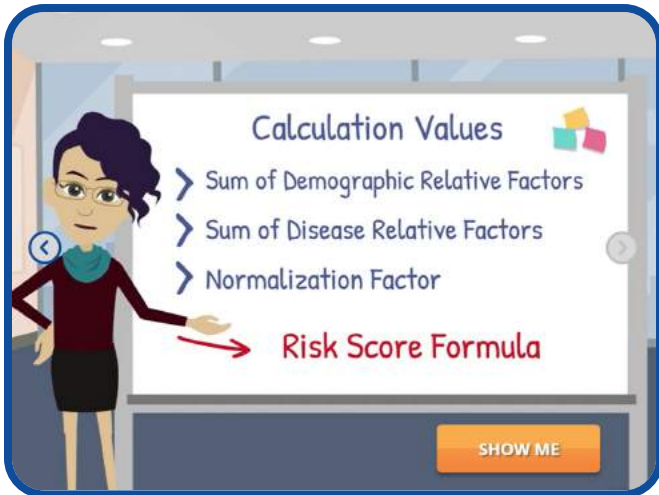 Calculation Values
Sum of Demographic Relative Factors
Sum of Disease Relative Factors
Normalization Factor
Risk Score Formula
SHOW ME